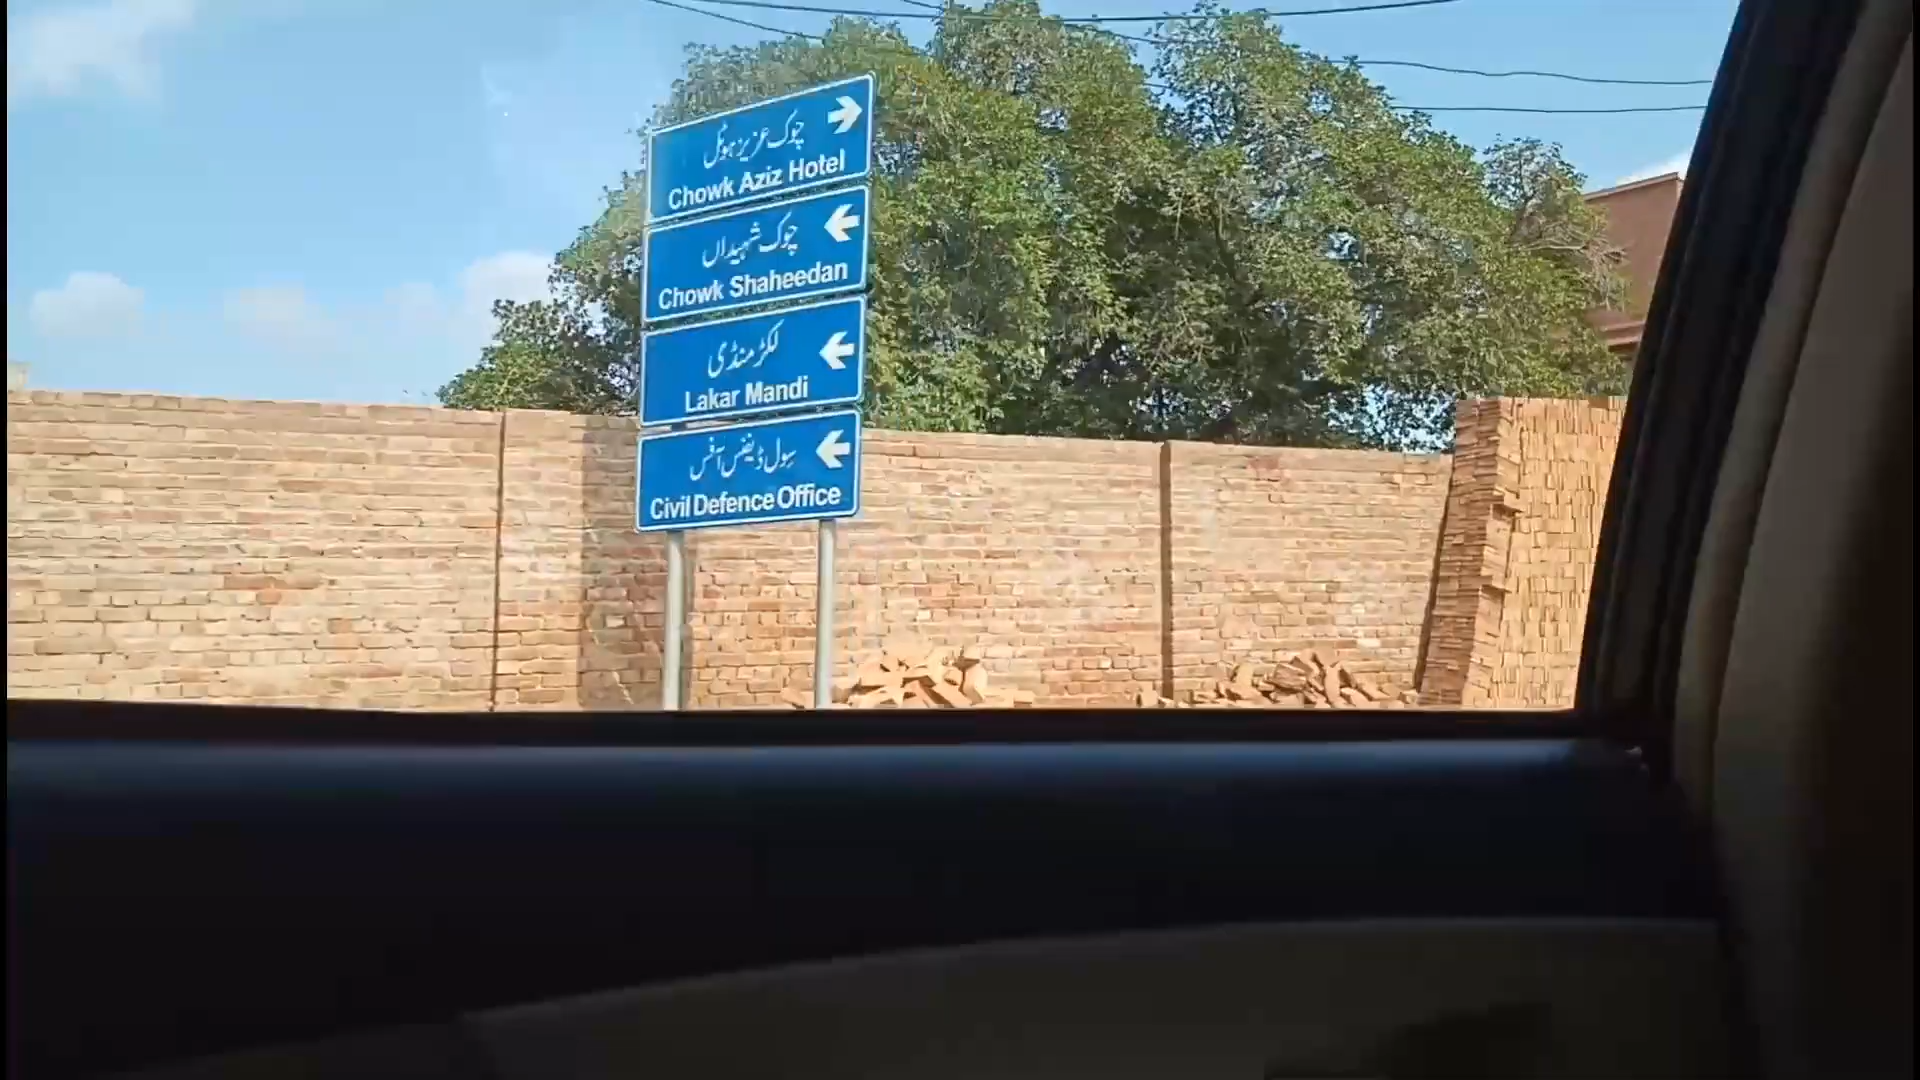 چوک عزیز ہوٹل
Chowk Aziz Hotel
چوک شہیداں
Chowk Shaheedan
لکڑ منڈی
Lakar Mandi
سول ڈیفنس آفس
Civil Defence Office